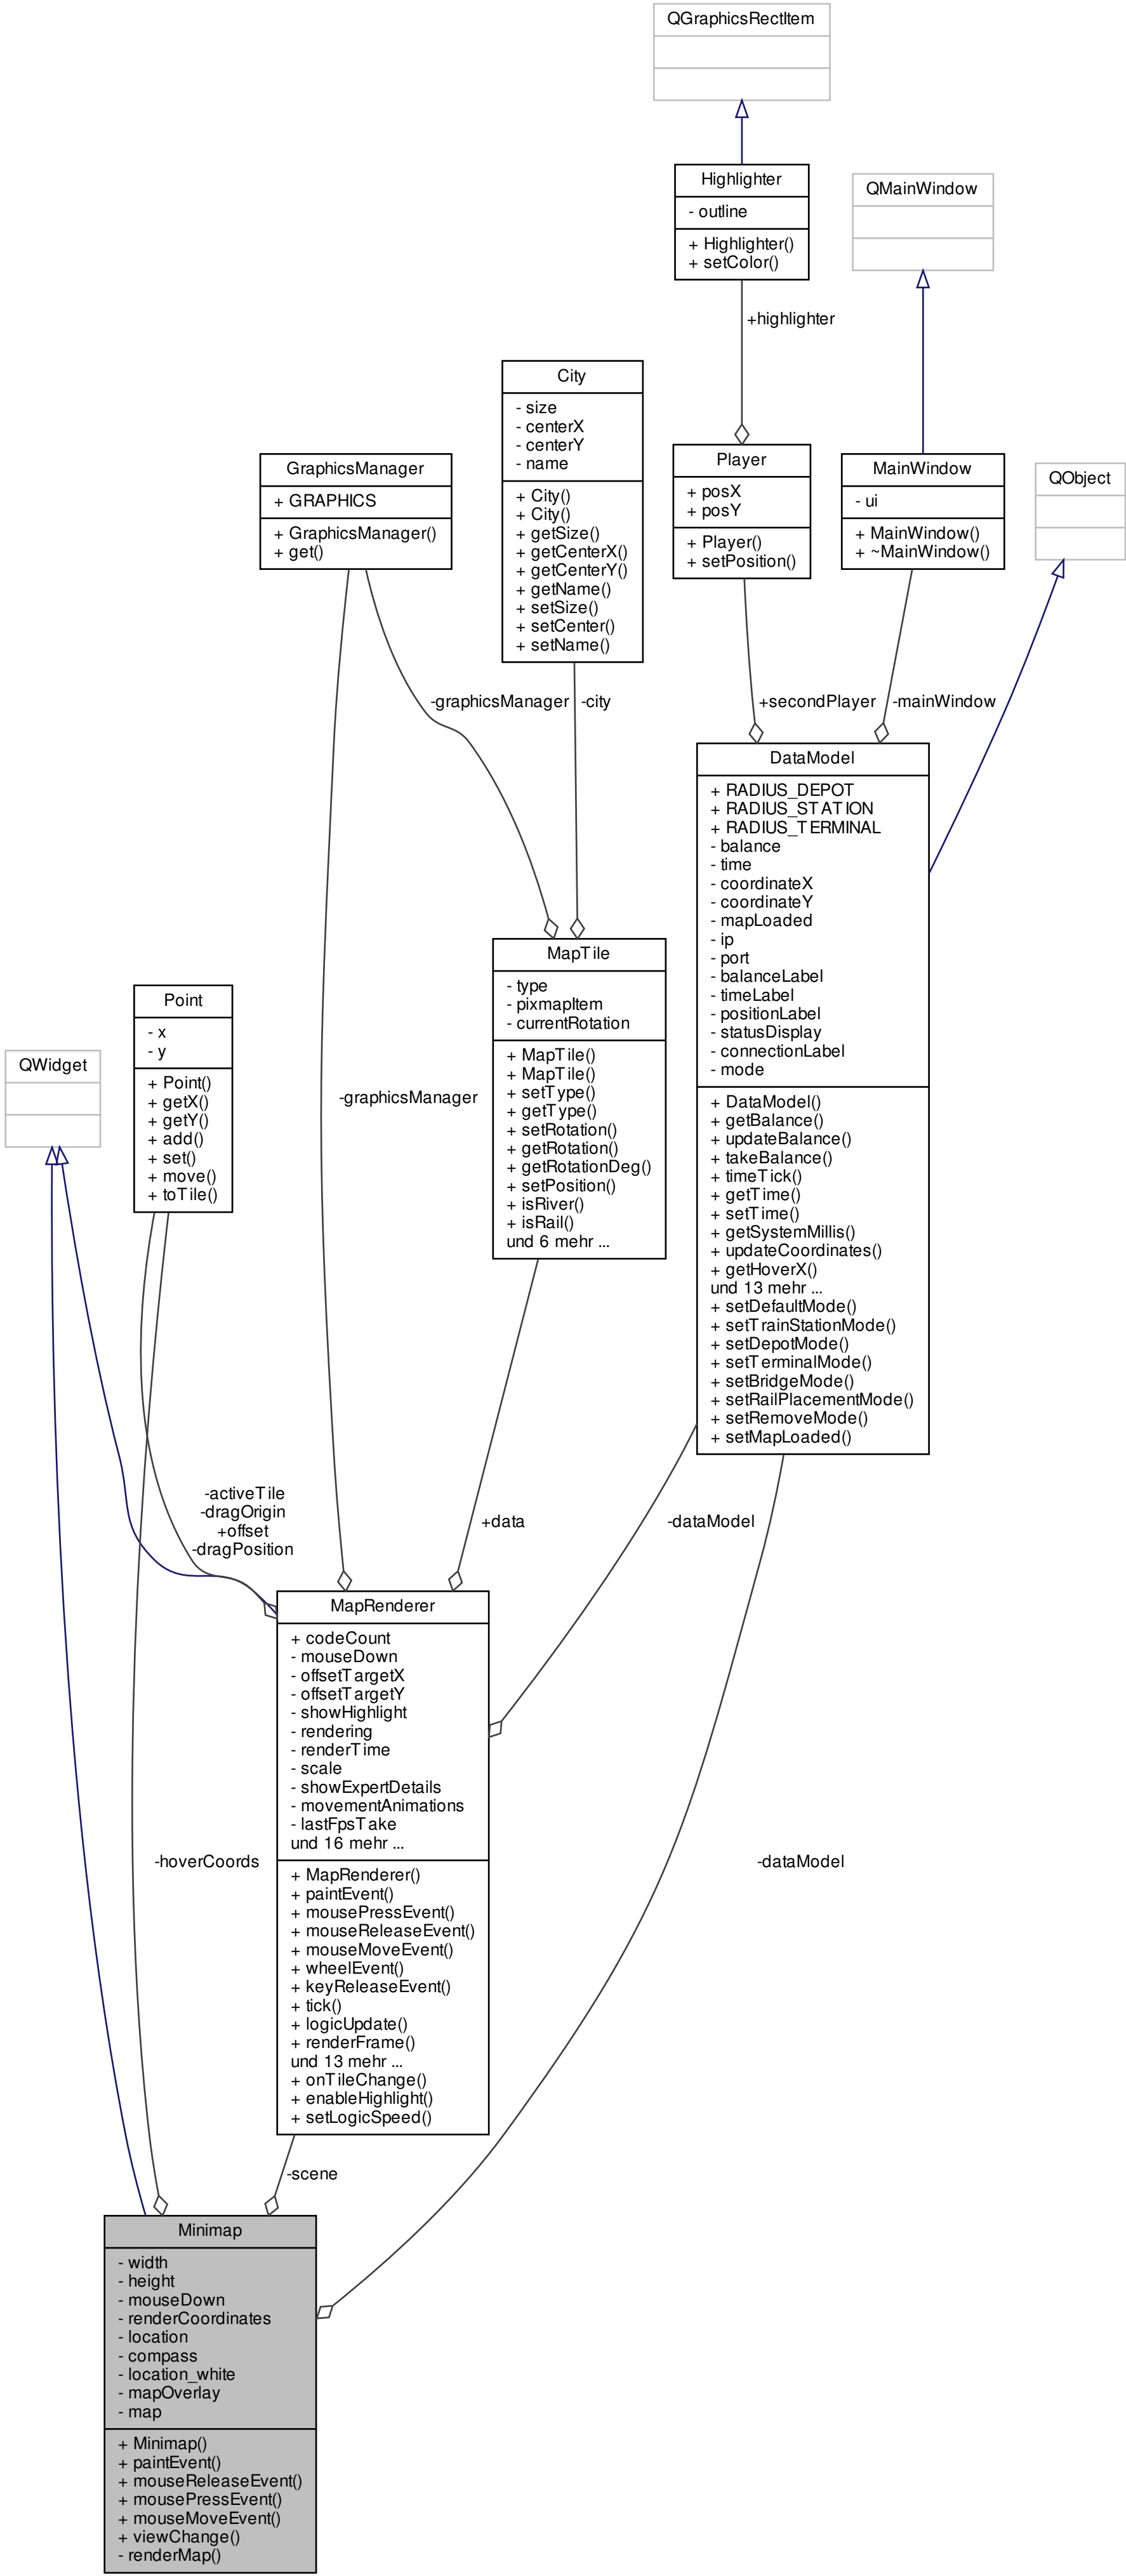 QGraphicsRectItem
Highlighter
- outline
+ Highlighter()
+ setColor()
QMainWindow
+highlighter
City
- size
- centerX
- centerY
- name
+ City()
+ City()
+ getSize()
+ getCenterX()
+ getCenterY()
+ getName()
+ setSize()
+ setCenter()
+ setName()
GraphicsManager
+ GRAPHICS
+ GraphicsManager()
+ get()
Player
+ posX
+ posY
+ Player()
+ setPosition()
MainWindow
- ui
+ MainWindow()
+ ~MainWindow()
QObject
-graphicsManager
-city
+secondPlayer
-mainWindow
DataModel
+ RADIUS_DEPOT
+ RADIUS_STATION
+ RADIUS_TERMINAL
- balance
- time
- coordinateX
- coordinateY
- mapLoaded
- ip
- port
- balanceLabel
- timeLabel
- positionLabel
- statusDisplay
- connectionLabel
- mode
+ DataModel()
+ getBalance()
+ updateBalance()
+ takeBalance()
+ timeTick()
+ getTime()
+ setTime()
+ getSystemMillis()
+ updateCoordinates()
+ getHoverX()
und 13 mehr ...
+ setDefaultMode()
+ setTrainStationMode()
+ setDepotMode()
+ setTerminalMode()
+ setBridgeMode()
+ setRailPlacementMode()
+ setRemoveMode()
+ setMapLoaded()
MapTile
- type
- pixmapItem
- currentRotation
+ MapTile()
+ MapTile()
+ setType()
+ getType()
+ setRotation()
+ getRotation()
+ getRotationDeg()
+ setPosition()
+ isRiver()
+ isRail()
und 6 mehr ...
Point
- x
- y
+ Point()
+ getX()
+ getY()
+ add()
+ set()
+ move()
+ toTile()
QWidget
-graphicsManager
-activeTile
-dragOrigin
+offset
-dragPosition
+data
-dataModel
MapRenderer
+ codeCount
- mouseDown
- offsetTargetX
- offsetTargetY
- showHighlight
- rendering
- renderTime
- scale
- showExpertDetails
- movementAnimations
- lastFpsTake
und 16 mehr ...
+ MapRenderer()
+ paintEvent()
+ mousePressEvent()
+ mouseReleaseEvent()
+ mouseMoveEvent()
+ wheelEvent()
+ keyReleaseEvent()
+ tick()
+ logicUpdate()
+ renderFrame()
und 13 mehr ...
+ onTileChange()
+ enableHighlight()
+ setLogicSpeed()
-hoverCoords
-dataModel
-scene
Minimap
- width
- height
- mouseDown
- renderCoordinates
- location
- compass
- location_white
- mapOverlay
- map
+ Minimap()
+ paintEvent()
+ mouseReleaseEvent()
+ mousePressEvent()
+ mouseMoveEvent()
+ viewChange()
- renderMap()